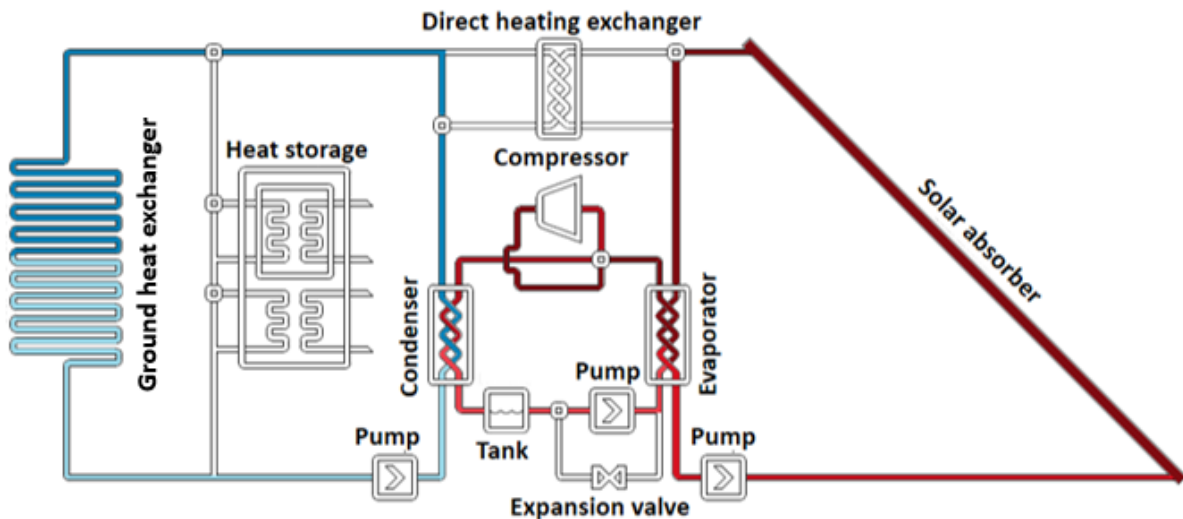 Direct heating exchanger
Heat storage
Compressor
Ground heat exchanger
Solar absorber
Condenser
Evaporator
Pump
Pump
Tank
Pump
Expansion valve